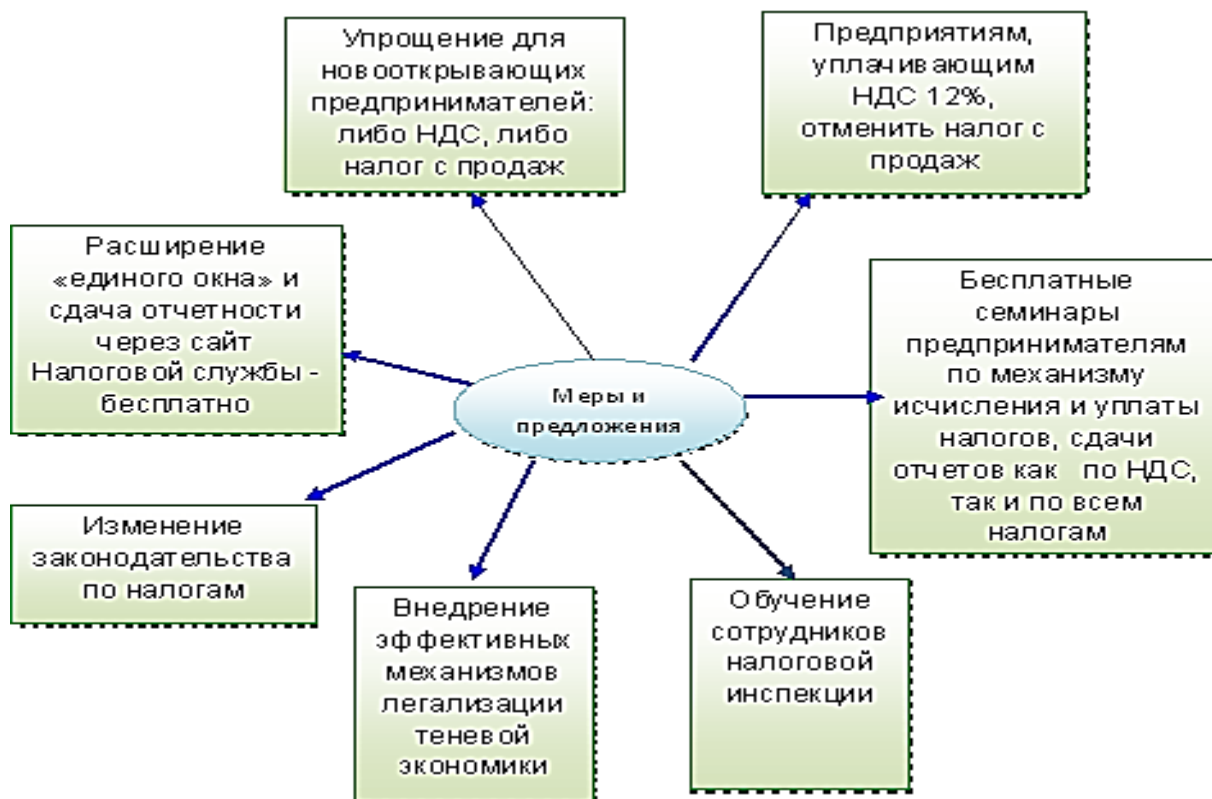 Упрощение для
новооткрывающих
предпринимателей:
либо НДС, либо
налог с продаж
Предприятиям,
уплачивающим
НДС 12%,
отменить налог с
продаж
Расширение
«единого окна» и
сдача отчетности
через сайт
Налоговой службы -
бесплатно
Бесплатные
семинары
предпринимателям
по механизму
исчисления и уплаты
налогов, сдачи
отчетов как по НДС,
так и по всем
налогам
Меры и
предложения
Изменение
законодательства
по налогам
Внедрение
эффективных
механизмов
легализации
теневой
экономики
Обучение
сотрудников
налоговой
инспекции